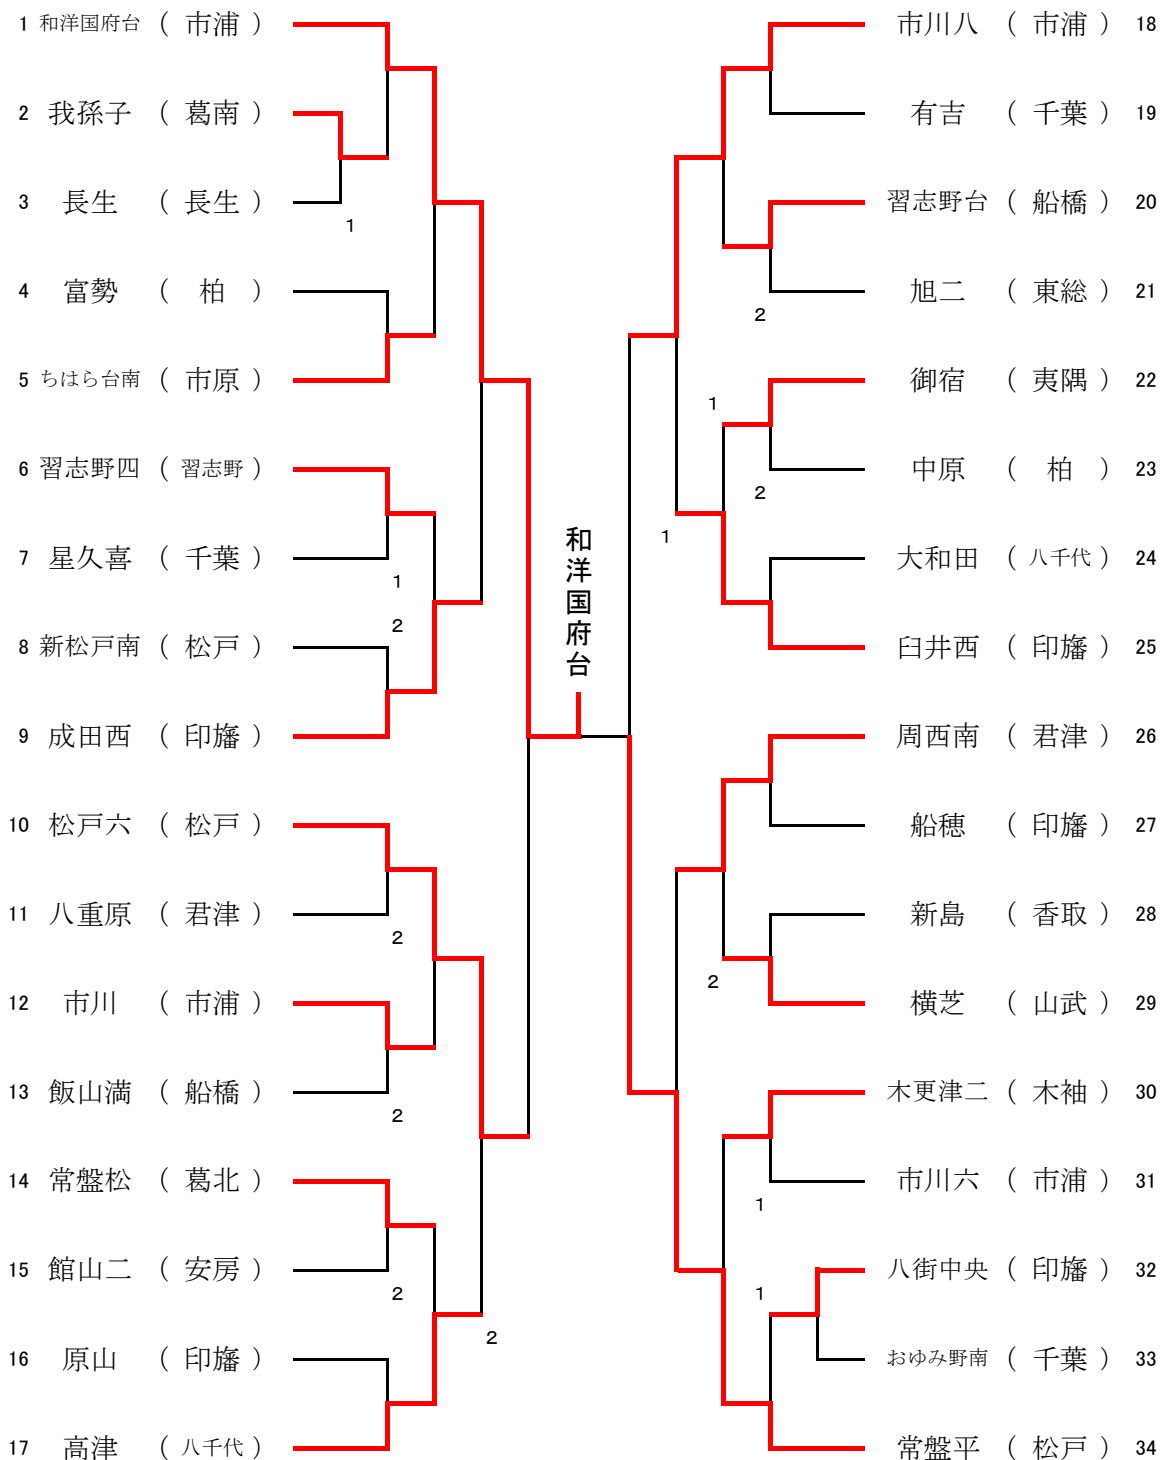 1 和洋国府台 ( 市浦 )
2 我孫子 ( 葛南 )
3 長生 ( 長生 )
1
4 富勢 ( 柏 )
5 ちはら台南 ( 市原 )
6 習志野四 ( 習志野 )
7 星久喜 ( 千葉 )
1
2
8 新松戸南 ( 松戸 )
9 成田西 ( 印旛 )
10 松戸六 ( 松戸 )
11 八重原 ( 君津 )
2
12 市川 ( 市浦 )
13 飯山満 ( 船橋 )
2
14 常盤松 ( 葛北 )
15 館山二 ( 安房 )
2
2
16 原山 ( 印旛 )
17 高津 ( 八千代 )
和洋国府台
市川八 ( 市浦 ) 18
有吉 ( 千葉 ) 19
習志野台 ( 船橋 ) 20
旭二 ( 東総 ) 21
2
御宿 ( 夷隅 ) 22
1
中原 ( 柏 ) 23
2
1
大和田 ( 八千代 ) 24
臼井西 ( 印旛 ) 25
周西南 ( 君津 ) 26
船穂 ( 印旛 ) 27
新島 ( 香取 ) 28
2
横芝 ( 山武 ) 29
木更津二 ( 木袖 ) 30
市川六 ( 市浦 ) 31
1
八街中央 ( 印旛 ) 32
1
おゆみ野南 ( 千葉 ) 33
常盤平 ( 松戸 ) 34